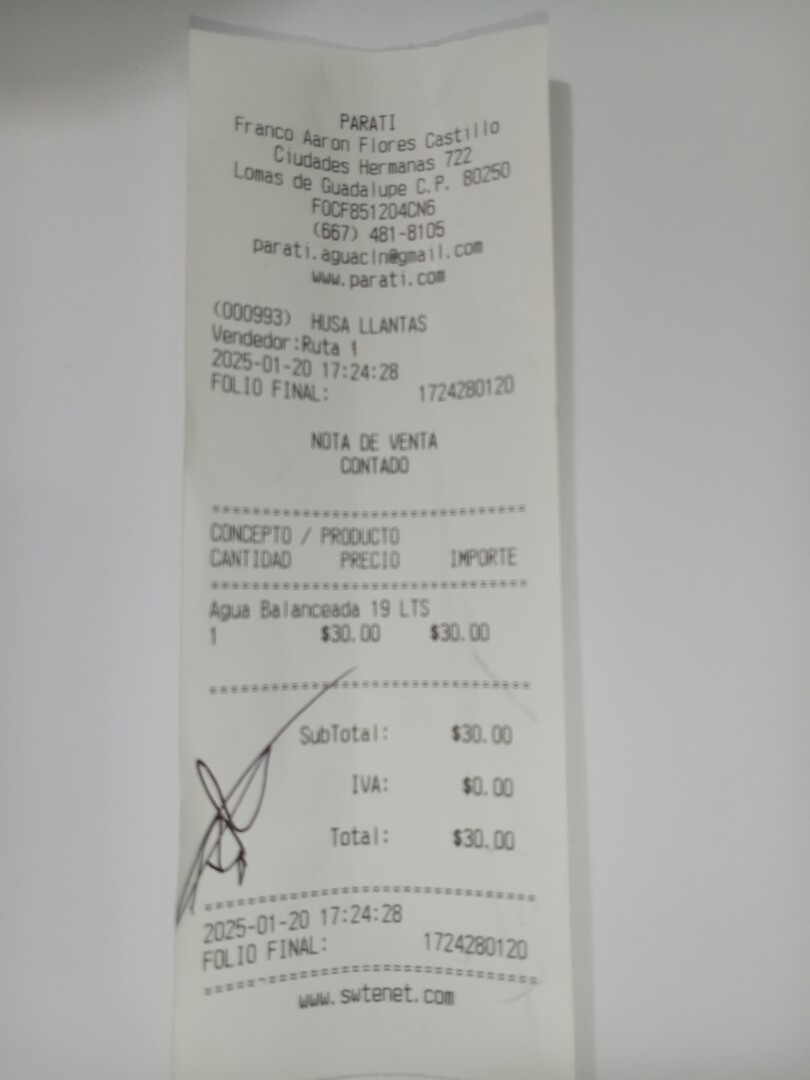 PARATI
Franco Aaron Flores Castillo
Ciudades Hermanas 722
Lomas de Guadalupe C.P. 80250
FOCF851204CN6
(667) 481-8105
parati.aguacln@gmail.com
www.parati.com
(000993) HUSA LLANTAS
Vendedor:Ruta 1
2025-01-20 17:24:28
FOLIO FINAL: 1724280120
NOTA DE VENTA
CONTADO
CONCEPTO / PRODUCTO
CANTIDAD PRECIO IMPORTE
Agua Balanceada 19 LTS
1 $30.00 $30.00
SubTotal: $30.00
IVA: $0.00
Total: $30.00
2025-01-20 17:24:28
FOLIO FINAL: 1724280120
www.swtenet.com